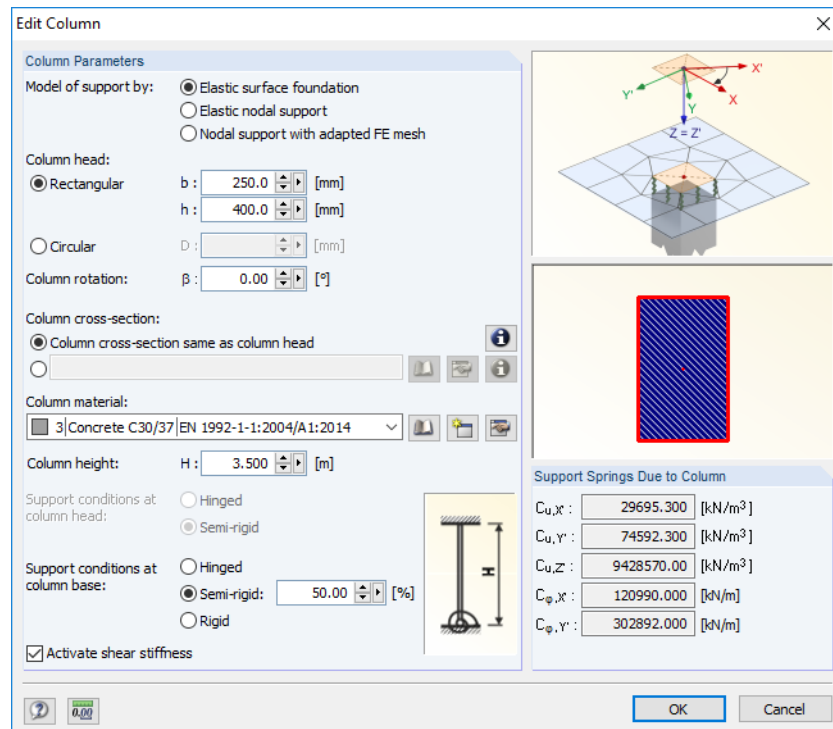 Edit Column
Column Parameters
Model of support by:
Elastic surface foundation
Elastic nodal support
Nodal support with adapted FE mesh
Column head:
Rectangular b : 250.0 [mm]
h : 400.0 [mm]
Circular D : [mm]
Column rotation: β : 0.00 [°]
Column cross-section:
Column cross-section same as column head
Column material:
3 Concrete C30/37 EN 1992-1-1:2004/A1:2014
Column height: H : 3.500 [m]
Support conditions at
column head:
Hinged
Semi-rigid
Support conditions at
column base:
Hinged
Semi-rigid: 50.00 [%]
Rigid
Activate shear stiffness
H
X'
Y'
X
Y
Z = Z'
Support Springs Due to Column
Cu,X' : 29695.300 [kN/m³]
Cu,Y' : 74592.300 [kN/m³]
Cu,Z' : 9428570.00 [kN/m³]
Cφ,X' : 120990.000 [kN/m]
Cφ,Y' : 302892.000 [kN/m]
0.00
OK
Cancel